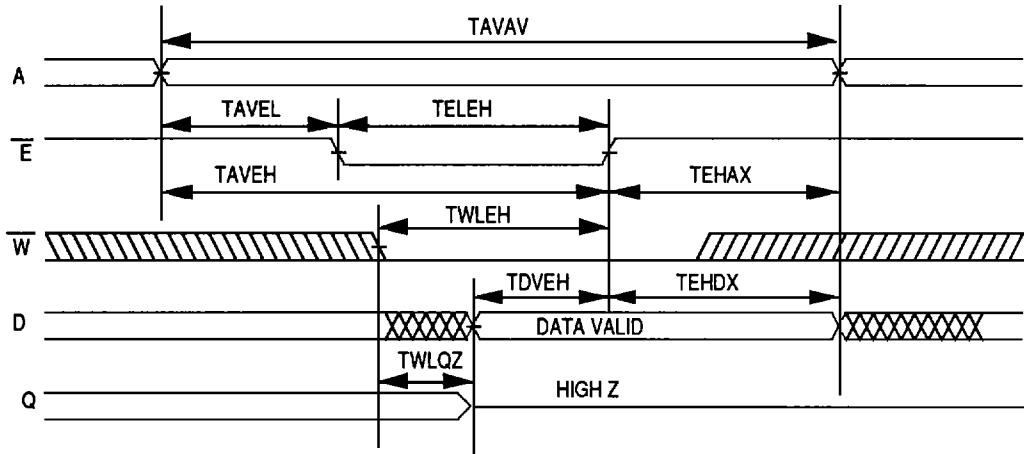 TAVAV
A
TAVEL TELEH
E
TAVEH TEHAX
TWLEH
W
TDVEH TEHDX
D DATA VALID
TWLQZ
Q HIGH Z